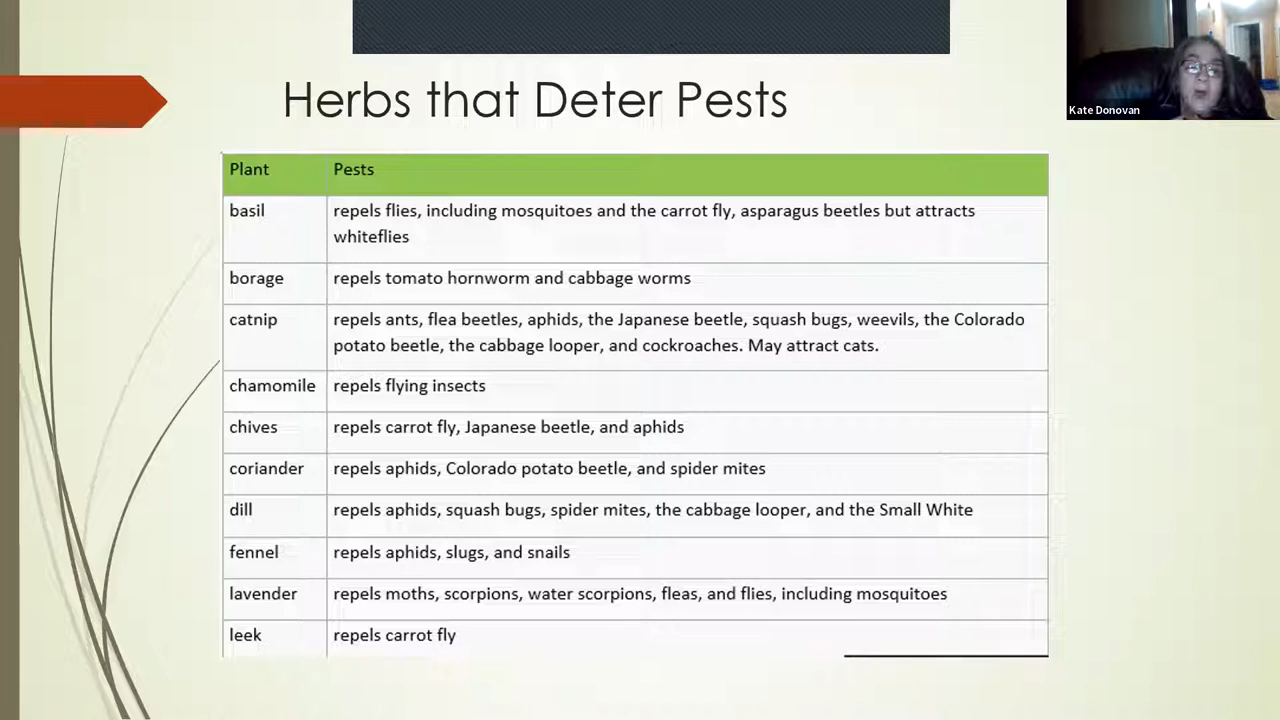 Herbs that Deter Pests
Kate Donovan
Plant Pests
basil repels flies, including mosquitoes and the carrot fly, asparagus beetles but attracts
whiteflies
borage repels tomato hornworm and cabbage worms
catnip repels ants, flea beetles, aphids, the Japanese beetle, squash bugs, weevils, the Colorado
potato beetle, the cabbage looper, and cockroaches. May attract cats.
chamomile repels flying insects
chives repels carrot fly, Japanese beetle, and aphids
coriander repels aphids, Colorado potato beetle, and spider mites
dill repels aphids, squash bugs, spider mites, the cabbage looper, and the Small White
fennel repels aphids, slugs, and snails
lavender repels moths, scorpions, water scorpions, fleas, and flies, including mosquitoes
leek repels carrot fly